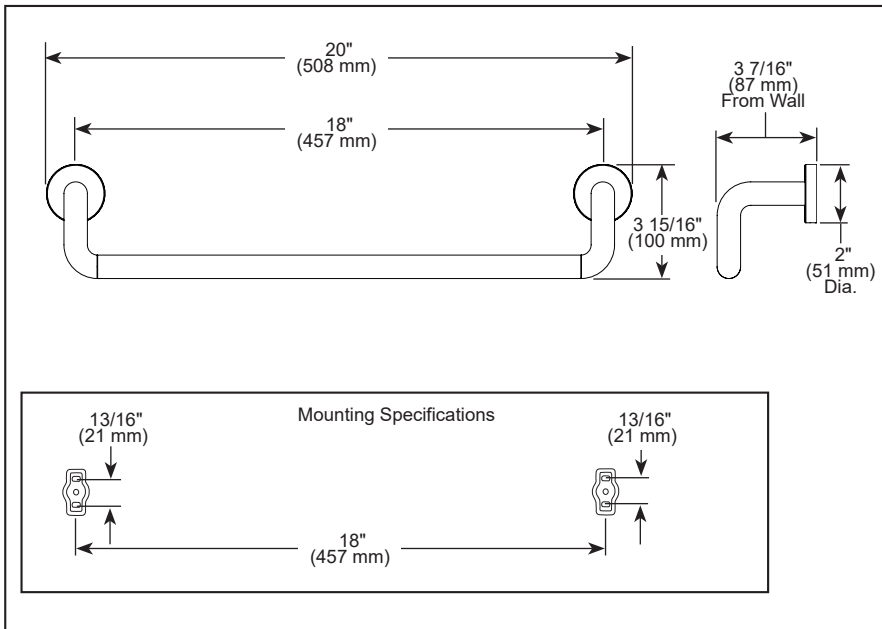 20"
(508 mm)
18"
(457 mm)
3 15/16"
(100 mm)
3 7/16"
(87 mm)
From Wall
2"
(51 mm)
Dia.
Mounting Specifications
13/16"
(21 mm)
13/16"
(21 mm)
18"
(457 mm)